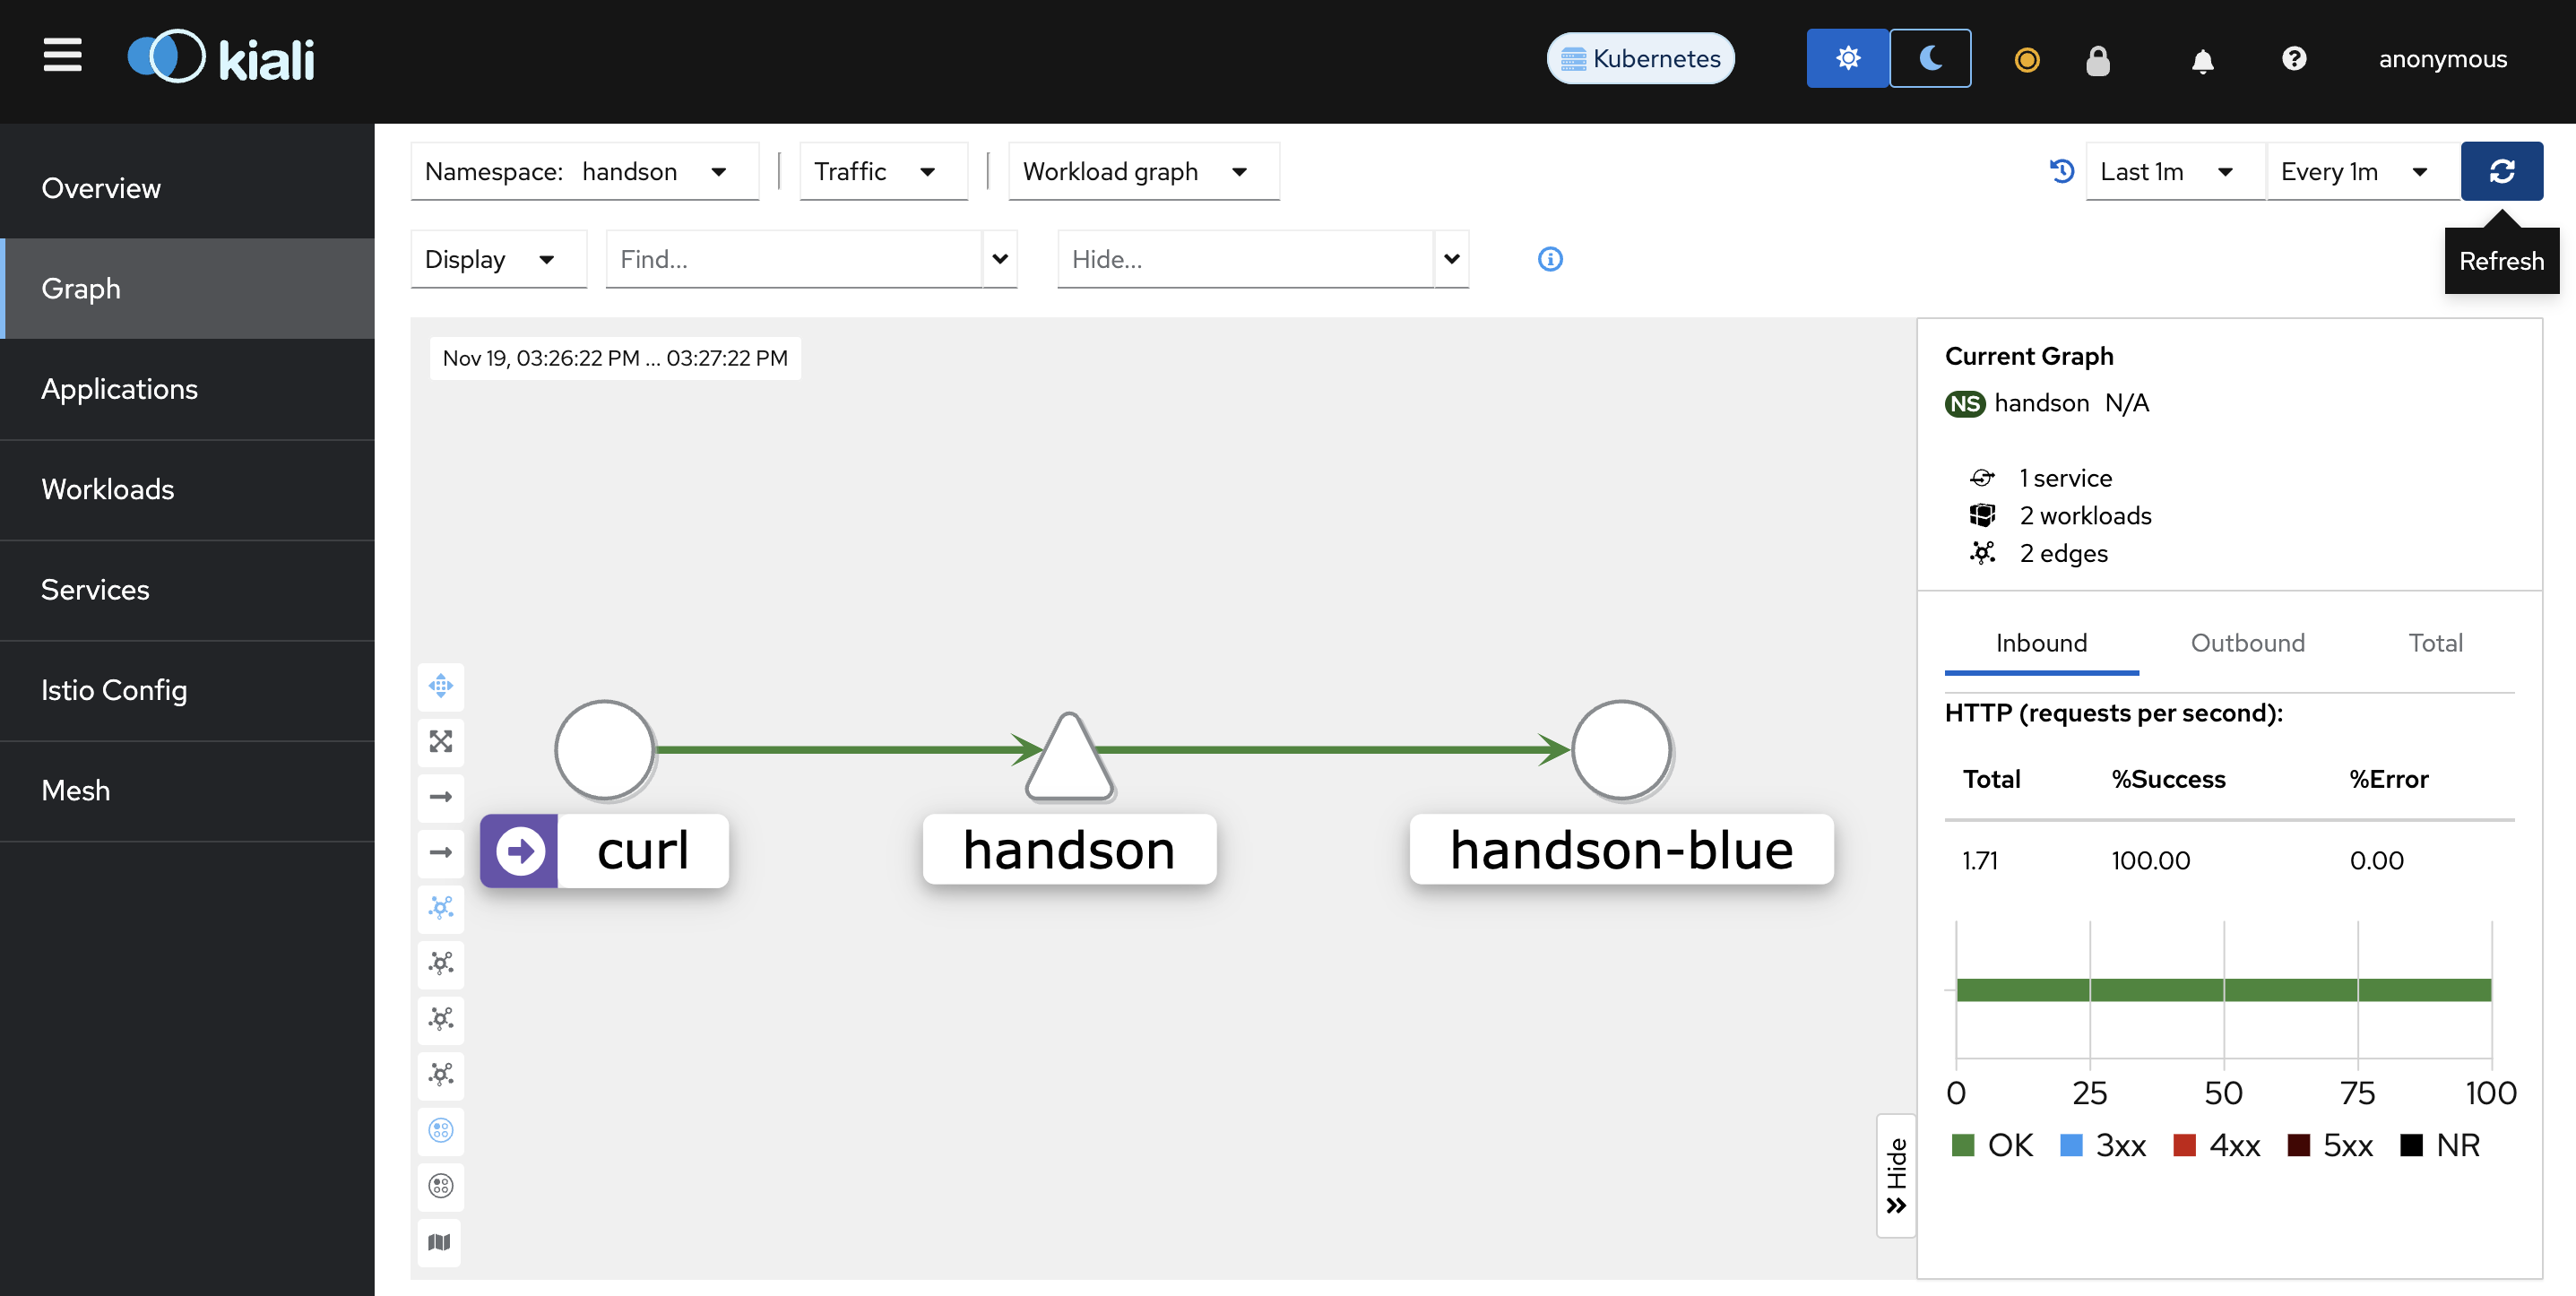 kiali
Kubernetes
anonymous
Overview
Graph
Applications
Workloads
Services
Istio Config
Mesh
Namespace: handson
Traffic
Workload graph
Last 1m
Every 1m
Display
Find...
Hide...
Refresh
Nov 19, 03:26:22 PM ... 03:27:22 PM
curl
handson
handson-blue
Hide
Current Graph
NS handson N/A
1 service
2 workloads
2 edges
Inbound Outbound Total
HTTP (requests per second):
Total %Success %Error
1.71 100.00 0.00
0 25 50 75 100
OK 3xx 4xx 5xx NR